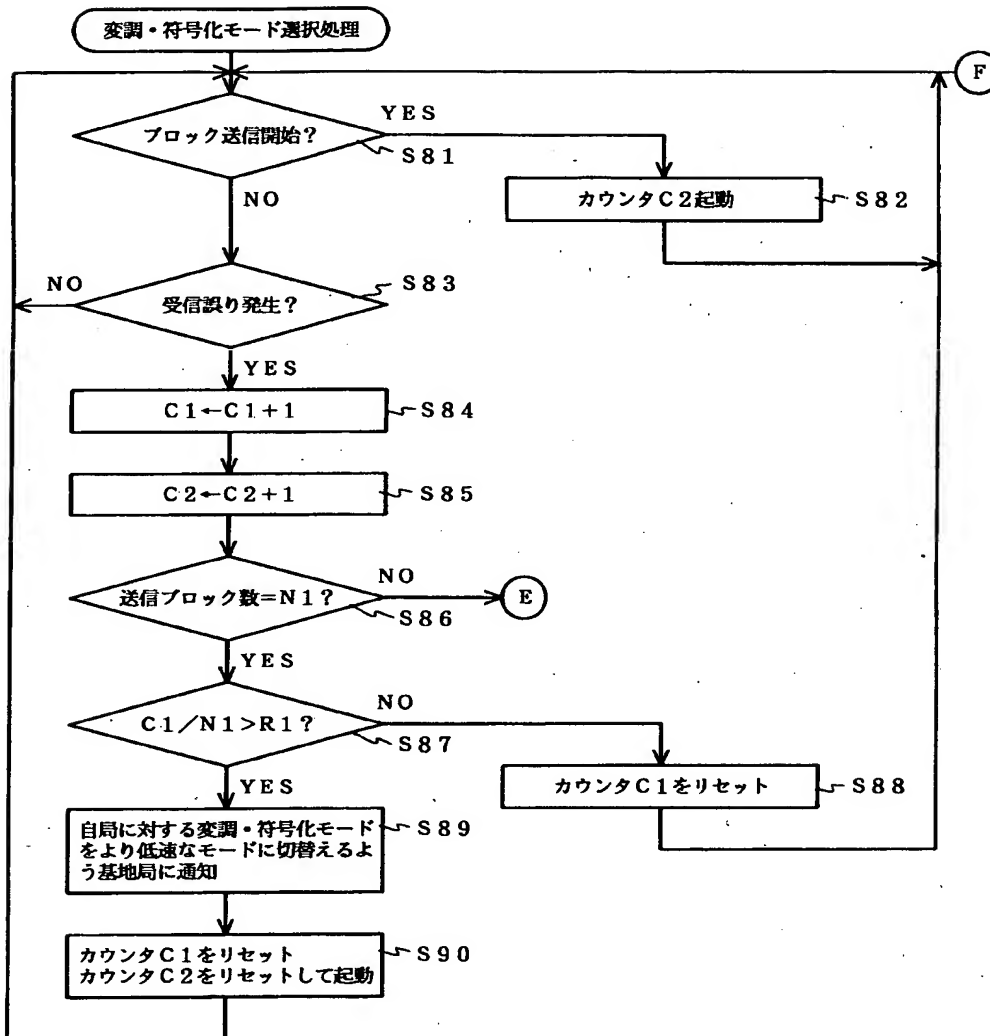 変調・符号化モード選択処理
F
ブロック送信開始?
YES
S81
NO
カウンタC2起動
S82
受信誤り発生?
NO
S83
YES
C1←C1+1
S84
C2←C2+1
S85
送信ブロック数=N1?
NO
E
S86
YES
C1/N1>R1?
NO
S87
YES
カウンタC1をリセット
S88
自局に対する変調・符号化モード
をより低速なモードに切替えるよ
う基地局に通知
S89
カウンタC1をリセット
カウンタC2をリセットして起動
S90